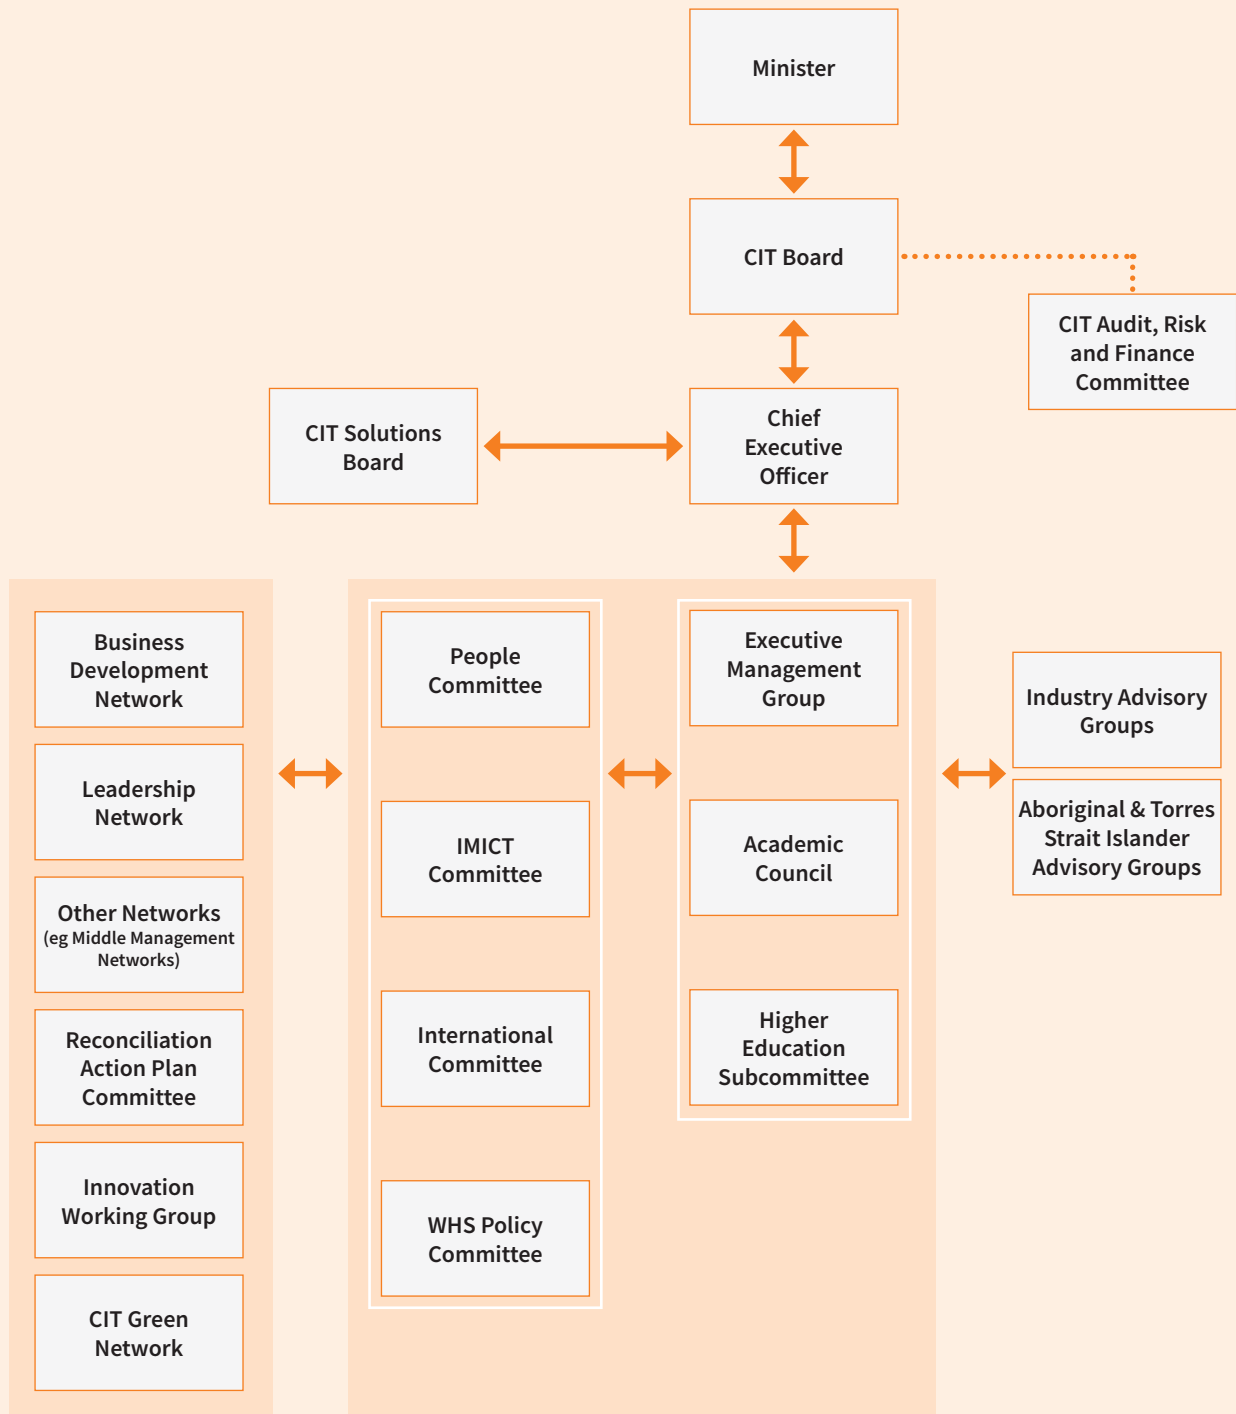 Minister
CIT Board
CIT Audit, Risk
and Finance
Committee
CIT Solutions
Board
Chief
Executive
Officer
Business
Development
Network
Leadership
Network
Other Networks
(eg Middle Management
Networks)
Reconciliation
Action Plan
Committee
Innovation
Working Group
CIT Green
Network
People
Committee
IMICT
Committee
International
Committee
WHS Policy
Committee
Executive
Management
Group
Academic
Council
Higher
Education
Subcommittee
Industry Advisory
Groups
Aboriginal & Torres
Strait Islander
Advisory Groups